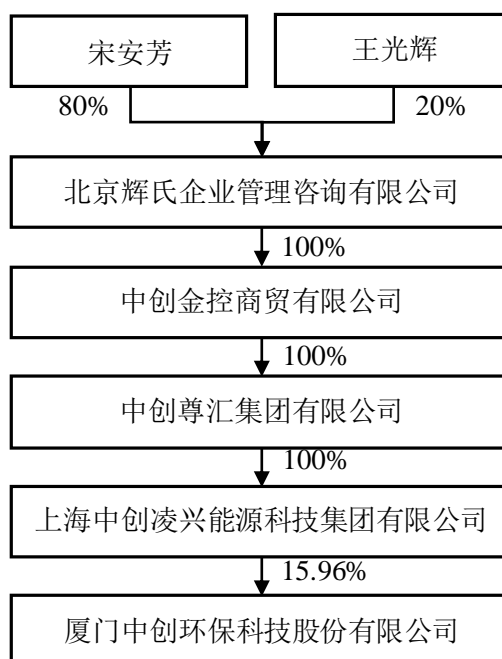 宋安芳
王光辉
80%
20%
北京辉氏企业管理咨询有限公司
100%
中创金控商贸有限公司
100%
中创尊汇集团有限公司
100%
上海中创凌兴能源科技集团有限公司
15.96%
厦门中创环保科技股份有限公司